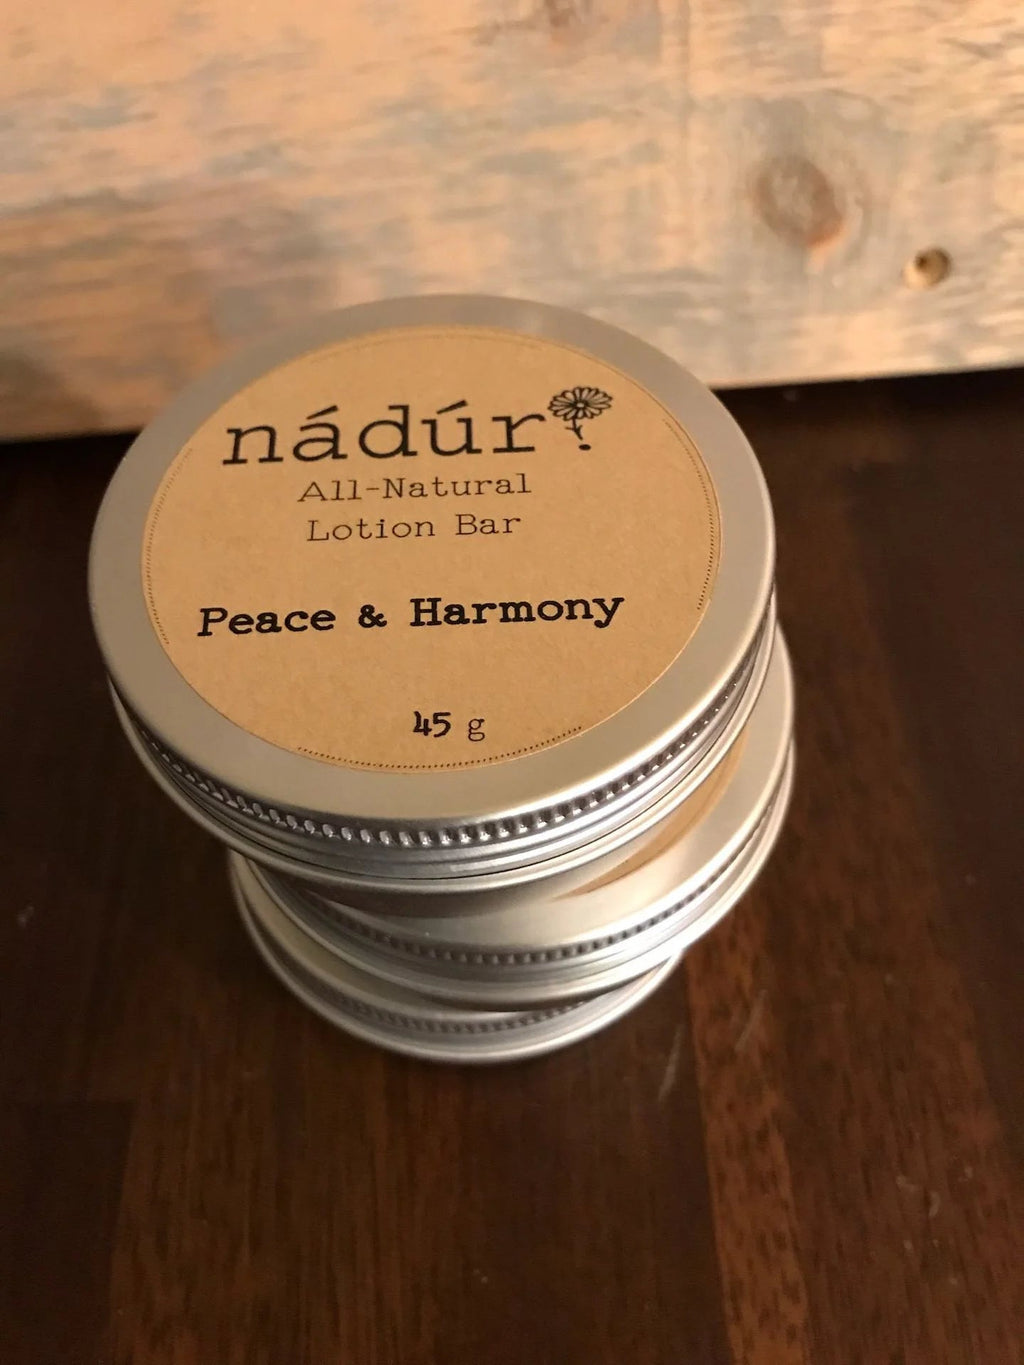 nádúr
All-Natural
Lotion Bar
Peace & Harmony
45 g